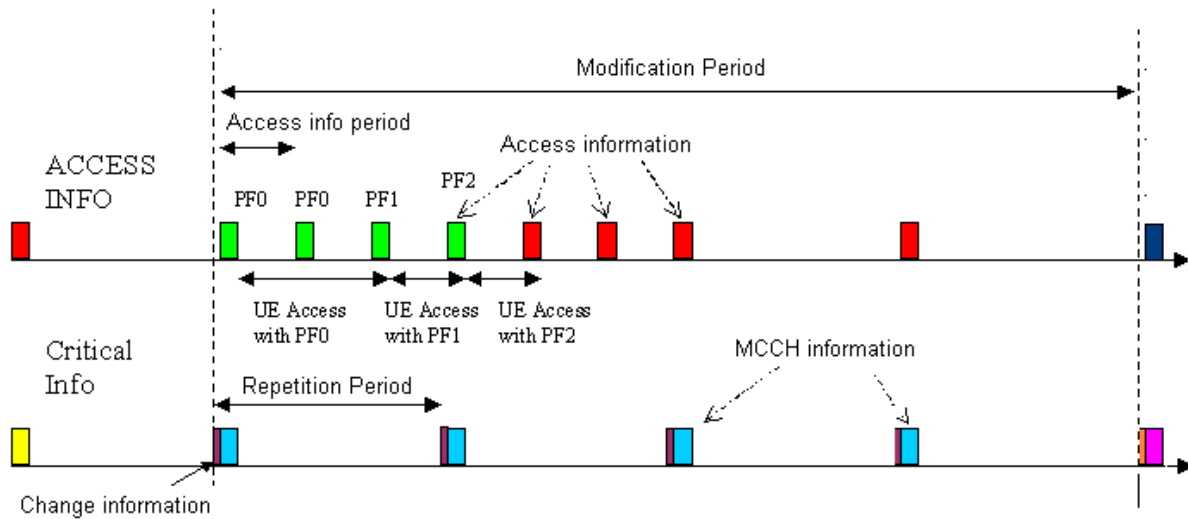 Modification Period
Access info period
Access information
ACCESS
INFO
PF0
PF0
PF1
PF2
UE Access
with PF0
UE Access
with PF1
UE Access
with PF2
Critical
Info
MCCH information
Repetition Period
Change information